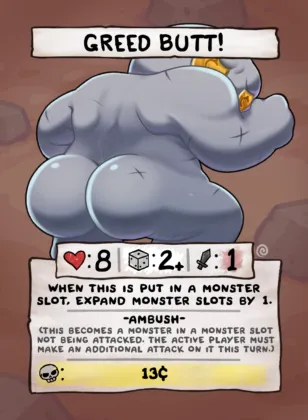 GREED BUTT!
:8 :2+ :1
WHEN THIS IS PUT IN A MONSTER
SLOT, EXPAND MONSTER SLOTS BY 1.
-AMBUSH-
(THIS BECOMES A MONSTER IN A MONSTER SLOT
NOT BEING ATTACKED. THE ACTIVE PLAYER MUST
MAKE AN ADDITIONAL ATTACK ON IT THIS TURN.)
: 13¢